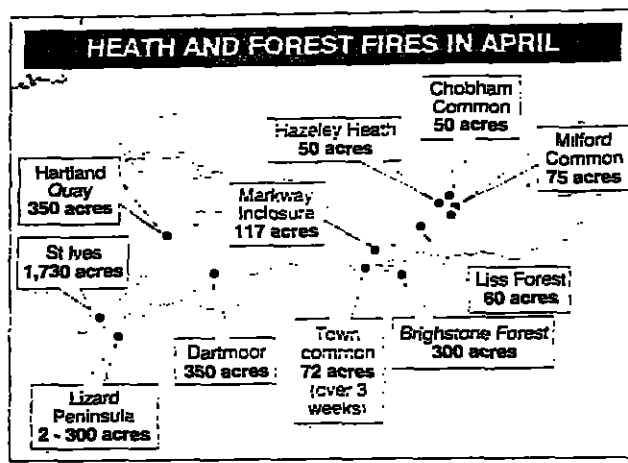 HEATH AND FOREST FIRES IN APRIL
Chobham
Common
50 acres
Hazeley Heath
50 acres
Milford
Common
75 acres
Hartland
Quay
350 acres
Markway
Inclosura
117 acres
St Ives
1,730 acres
Liss Forest
60 acres
Dartmoor
350 acres
Town
common
72 acres
(over 3
weeks)
Brighstone Forest
300 acres
Lizard
Peninsula
2 - 300 acres